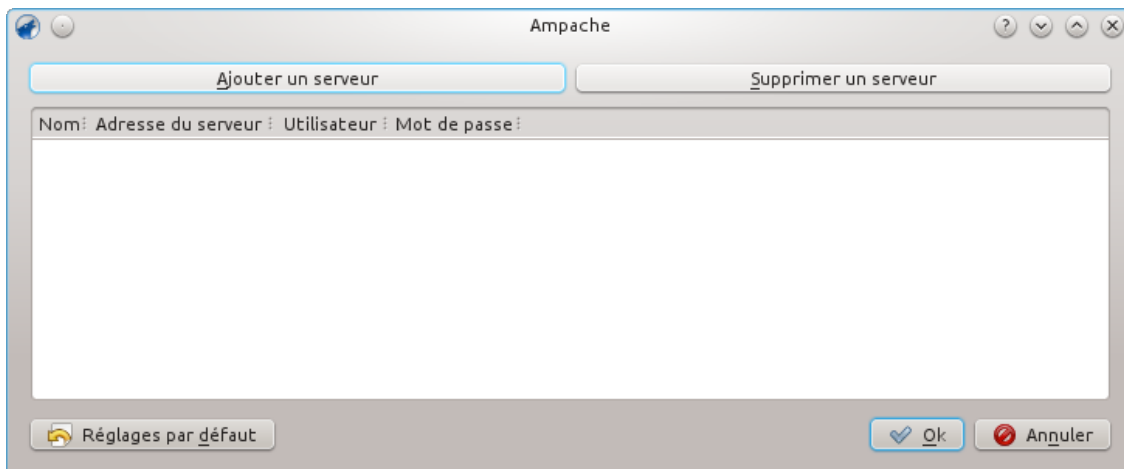 Ampache
Ajouter un serveur
Supprimer un serveur
Nom Adresse du serveur Utilisateur Mot de passe
Réglages par défaut
Ok
Annuler